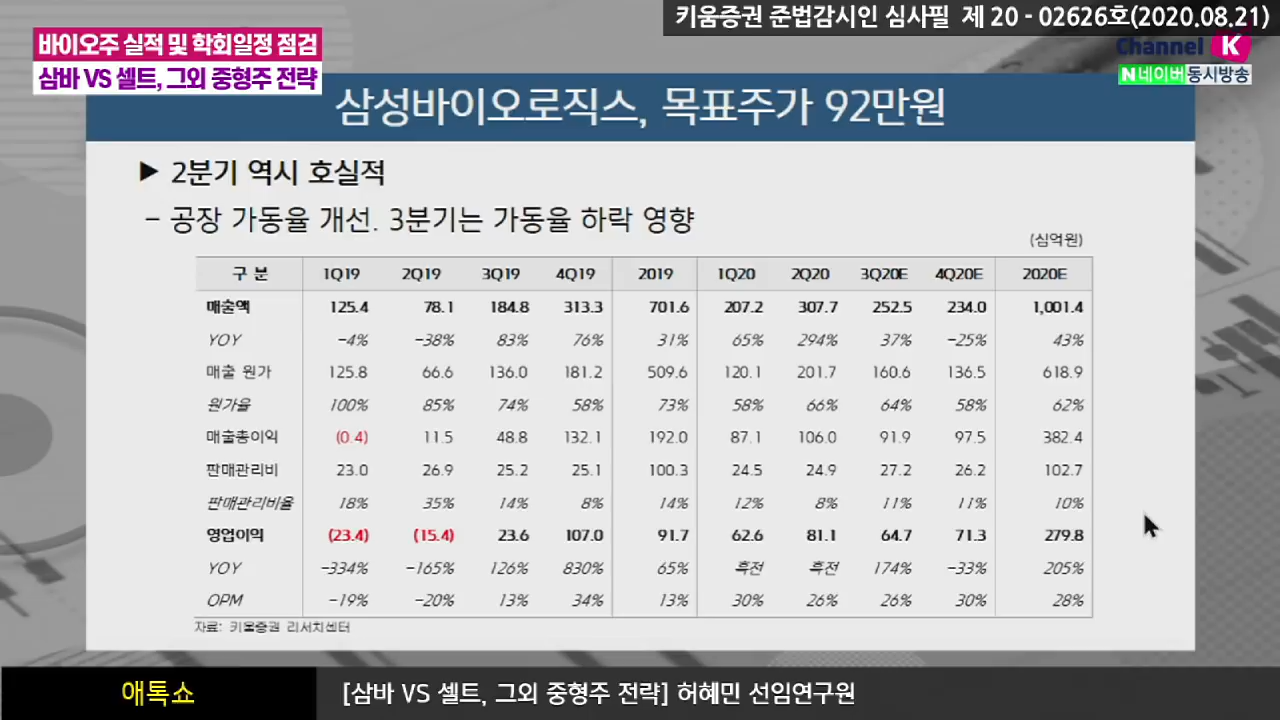 키움증권 준법감시인 심사필 제 20 - 02626호(2020.08.21)
바이오주 실적 및 학회일정 점검
삼바 VS 셀트, 그외 중형주 전략
Channel K
N 네이버 동시방송
삼성바이오로직스, 목표주가 92만원
▶ 2분기 역시 호실적
- 공장 가동율 개선. 3분기는 가동율 하락 영향
(십억원)
구 분 1Q19 2Q19 3Q19 4Q19 2019 1Q20 2Q20 3Q20E 4Q20E 2020E
매출액 125.4 78.1 184.8 313.3 701.6 207.2 307.7 252.5 234.0 1,001.4
YOY -4% -38% 83% 76% 31% 65% 294% 37% -25% 43%
매출 원가 125.8 66.6 136.0 181.2 509.6 120.1 201.7 160.6 136.5 618.9
원가율 100% 85% 74% 58% 73% 58% 66% 64% 58% 62%
매출총이익 (0.4) 11.5 48.8 132.1 192.0 87.1 106.0 91.9 97.5 382.4
판매관리비 23.0 26.9 25.2 25.1 100.3 24.5 24.9 27.2 26.2 102.7
판매관리비율 18% 35% 14% 8% 14% 12% 8% 11% 11% 10%
영업이익 (23.4) (15.4) 23.6 107.0 91.7 62.6 81.1 64.7 71.3 279.8
YOY -334% -165% 126% 830% 65% 흑전 흑전 174% -33% 205%
OPM -19% -20% 13% 34% 13% 30% 26% 26% 30% 28%
자료: 키움증권 리서치센터
애톡쇼
[삼바 VS 셀트, 그외 중형주 전략] 허혜민 선임연구원